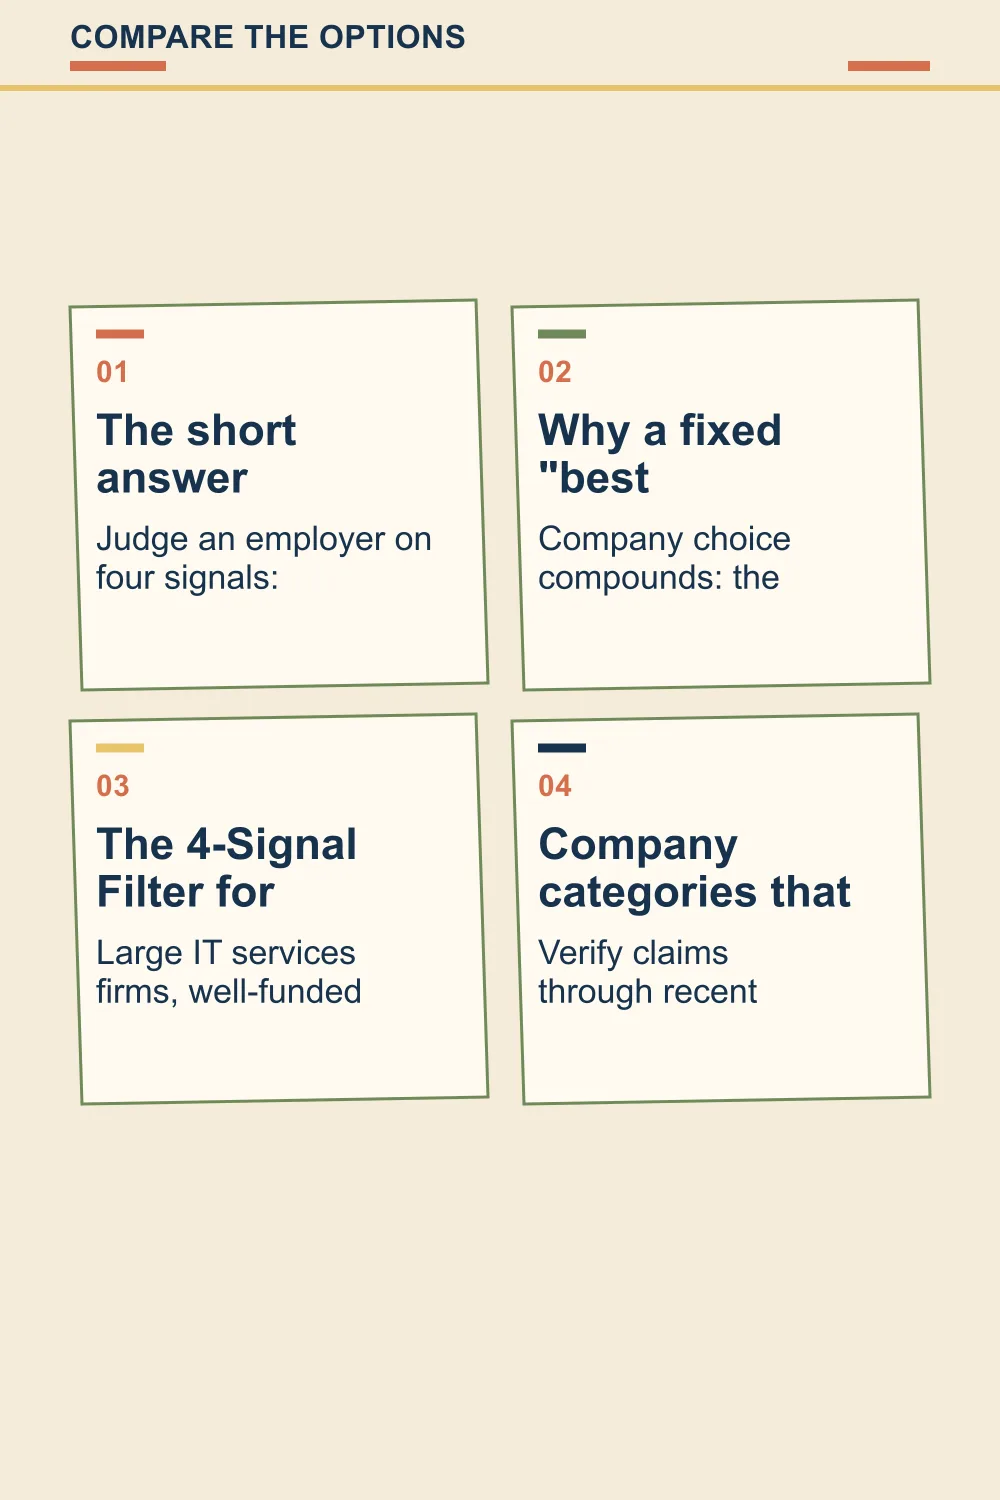 COMPARE THE OPTIONS
01
The short
answer
Judge an employer on
four signals:
02
Why a fixed
"best
Company choice
compounds: the
03
The 4-Signal
Filter for
Large IT services
firms, well-funded
04
Company
categories that
Verify claims
through recent